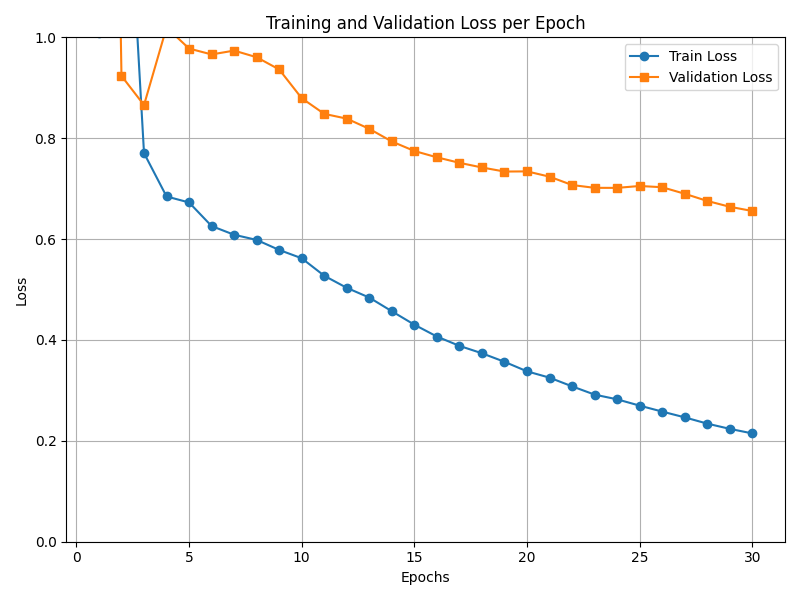 Training and Validation Loss per Epoch
Train Loss
Validation Loss
1.0
0.8
0.6
0.4
0.2
0.0
Loss
0 5 10 15 20 25 30
Epochs